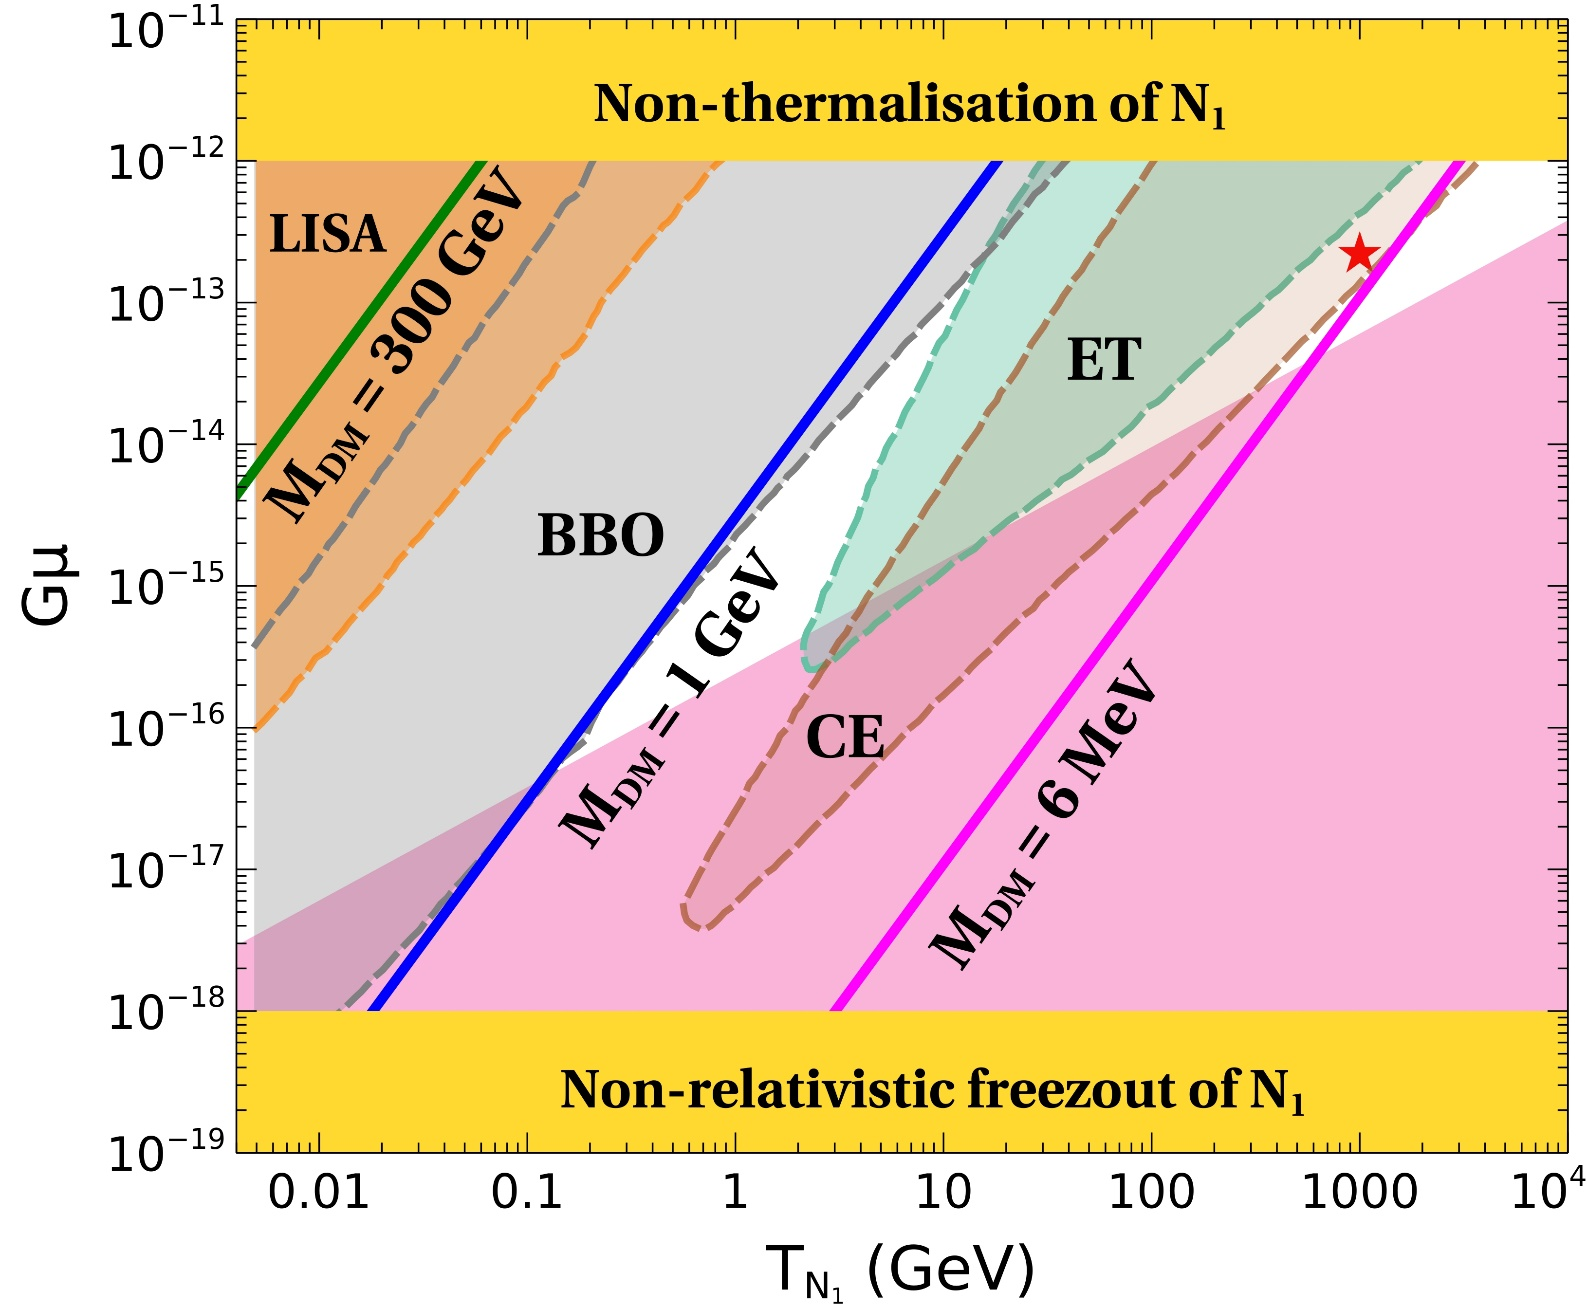 10⁻¹¹
Non-thermalisation of N₁
10⁻¹²
LISA
M_DM = 300 GeV
10⁻¹³
ET
10⁻¹⁴
BBO
Gμ
10⁻¹⁵
M_DM = 1 GeV
10⁻¹⁶
CE
M_DM = 6 MeV
10⁻¹⁷
10⁻¹⁸
Non-relativistic freezout of N₁
10⁻¹⁹
0.01 0.1 1 10 100 1000 10⁴
T_N₁ (GeV)